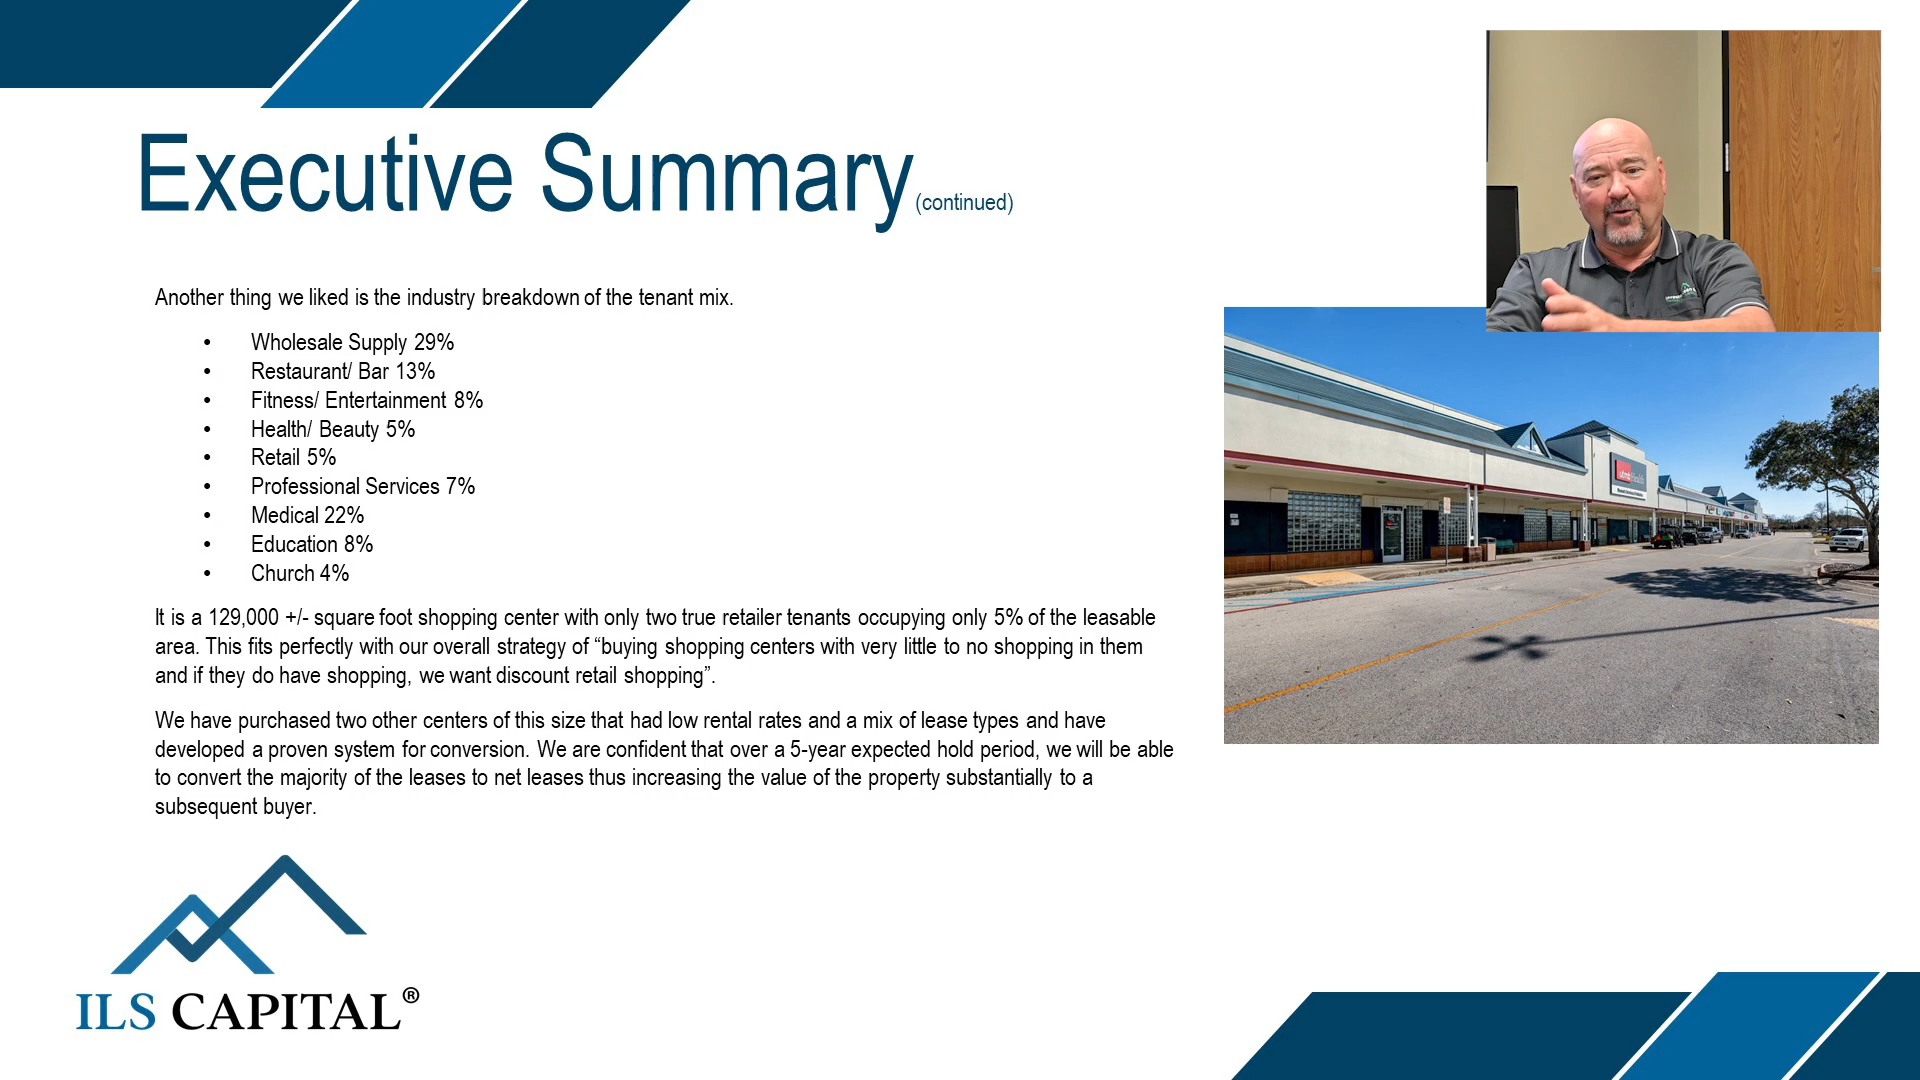 Executive Summary (continued)
Another thing we liked is the industry breakdown of the tenant mix.
• Wholesale Supply 29%
• Restaurant/ Bar 13%
• Fitness/ Entertainment 8%
• Health/ Beauty 5%
• Retail 5%
• Professional Services 7%
• Medical 22%
• Education 8%
• Church 4%
It is a 129,000 +/- square foot shopping center with only two true retailer tenants occupying only 5% of the leasable
area. This fits perfectly with our overall strategy of “buying shopping centers with very little to no shopping in them
and if they do have shopping, we want discount retail shopping”.
We have purchased two other centers of this size that had low rental rates and a mix of lease types and have
developed a proven system for conversion. We are confident that over a 5-year expected hold period, we will be able
to convert the majority of the leases to net leases thus increasing the value of the property substantially to a
subsequent buyer.
utmb Health
ILS CAPITAL®